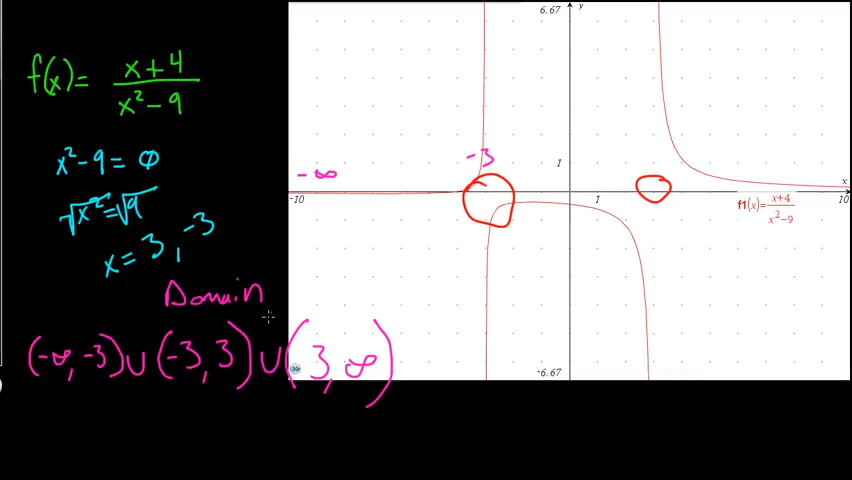 f(x) = x+4 / x² - 9
x² - 9 = 0
√x² = √9
x = 3, -3
Domain
(-∞, -3) ∪ (-3, 3) ∪ (3, ∞)
6.67
y
-3
-∞
1
x
-10
1
10
f1(x)=x+4 / x²-9
-6.67